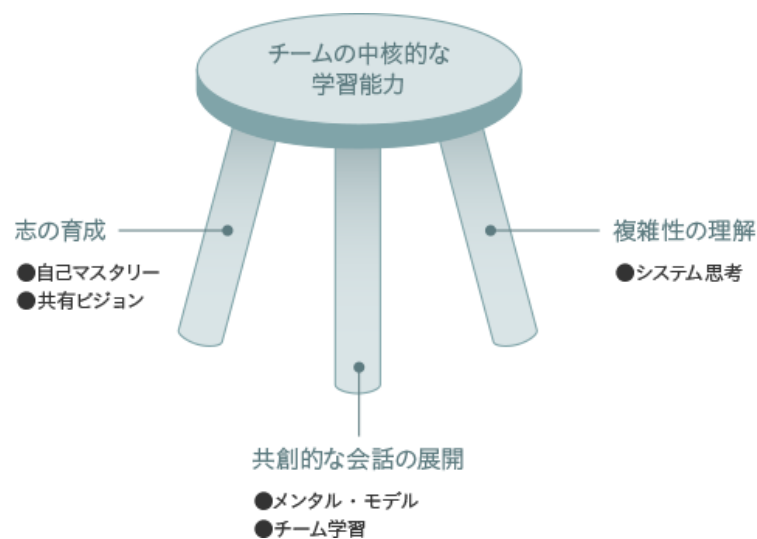 チームの中核的な
学習能力
志の育成
●自己マスタリー
●共有ビジョン
複雑性の理解
●システム思考
共創的な会話の展開
●メンタル・モデル
●チーム学習